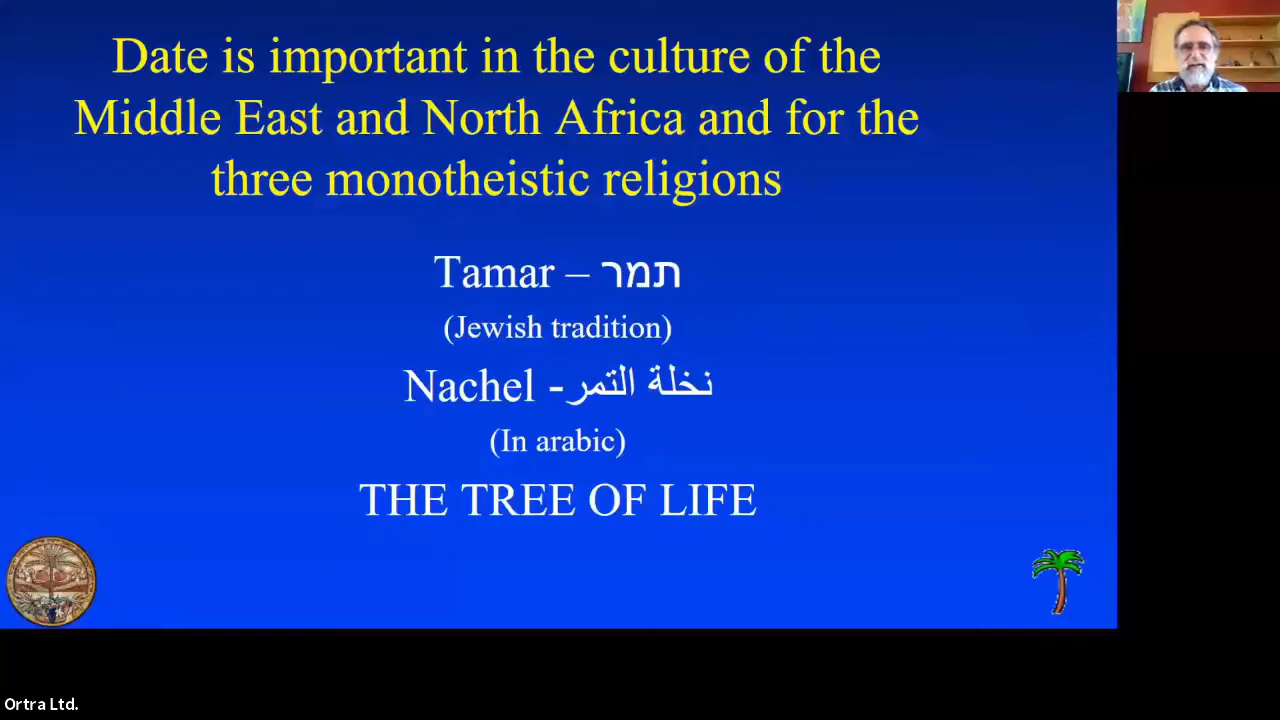 Date is important in the culture of the
Middle East and North Africa and for the
three monotheistic religions
Tamar – תמר
(Jewish tradition)
Nachel - نخلة التمر
(In arabic)
THE TREE OF LIFE
Ortra Ltd.